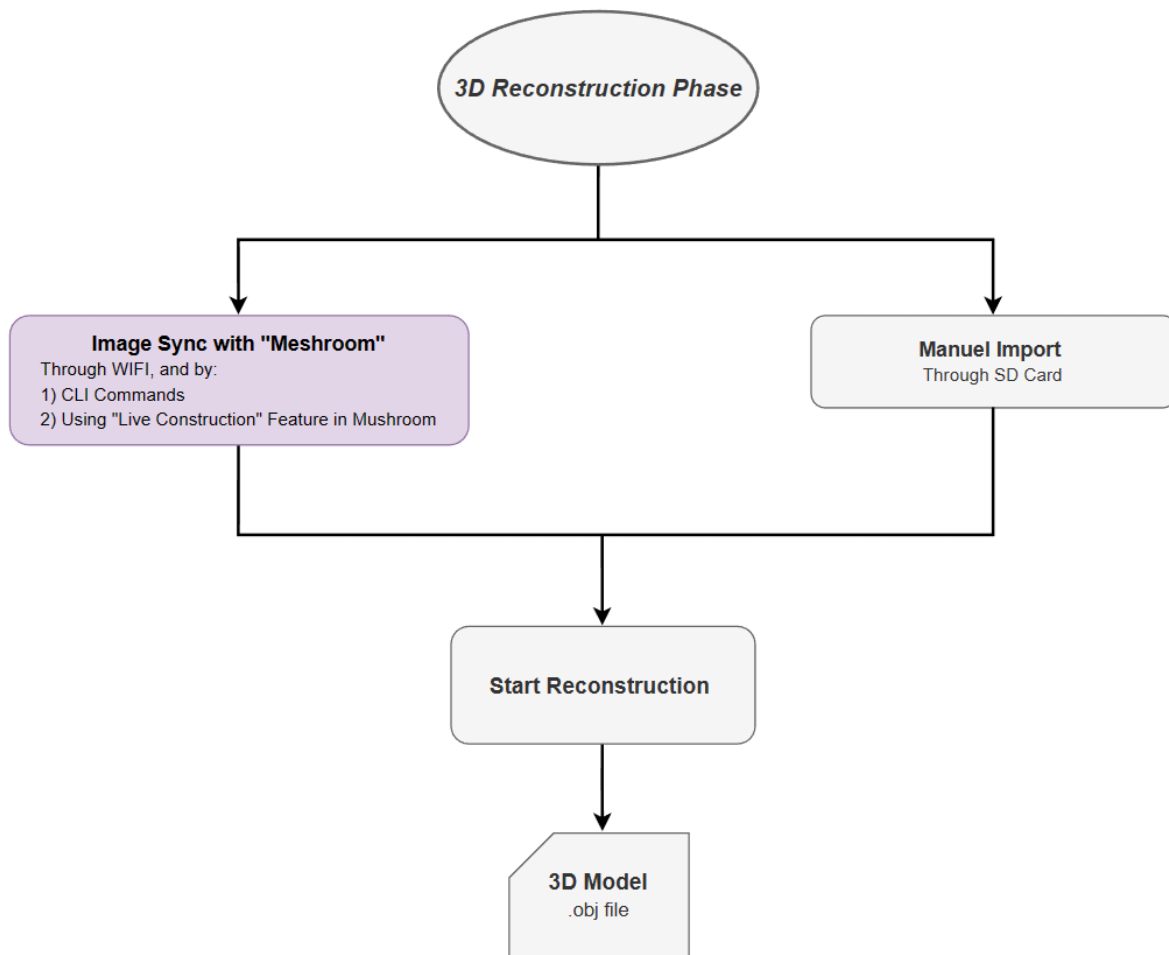 3D Reconstruction Phase
Image Sync with "Meshroom"
Through WIFI, and by:
1) CLI Commands
2) Using "Live Construction" Feature in Mushroom
Manuel Import
Through SD Card
Start Reconstruction
3D Model
.obj file